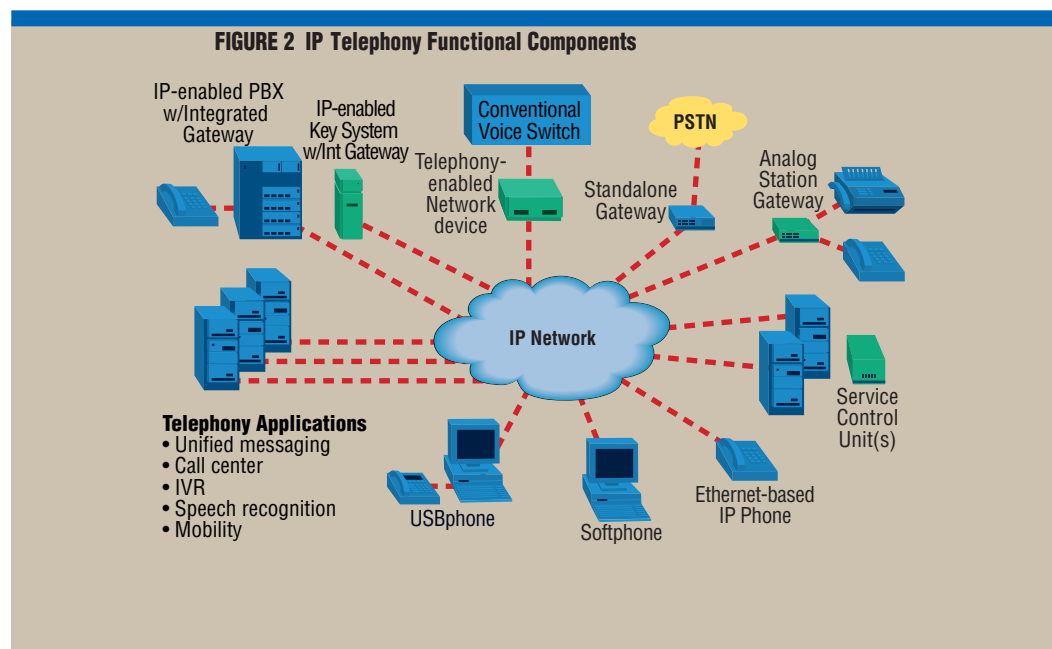 FIGURE 2 IP Telephony Functional Components
IP-enabled PBX
w/Integrated
Gateway
IP-enabled
Key System
w/Int Gateway
Conventional
Voice Switch
Telephony-
enabled
Network
device
PSTN
Standalone
Gateway
Analog
Station
Gateway
IP Network
Service
Control
Unit(s)
Telephony Applications
• Unified messaging
• Call center
• IVR
• Speech recognition
• Mobility
USBphone
Softphone
Ethernet-based
IP Phone